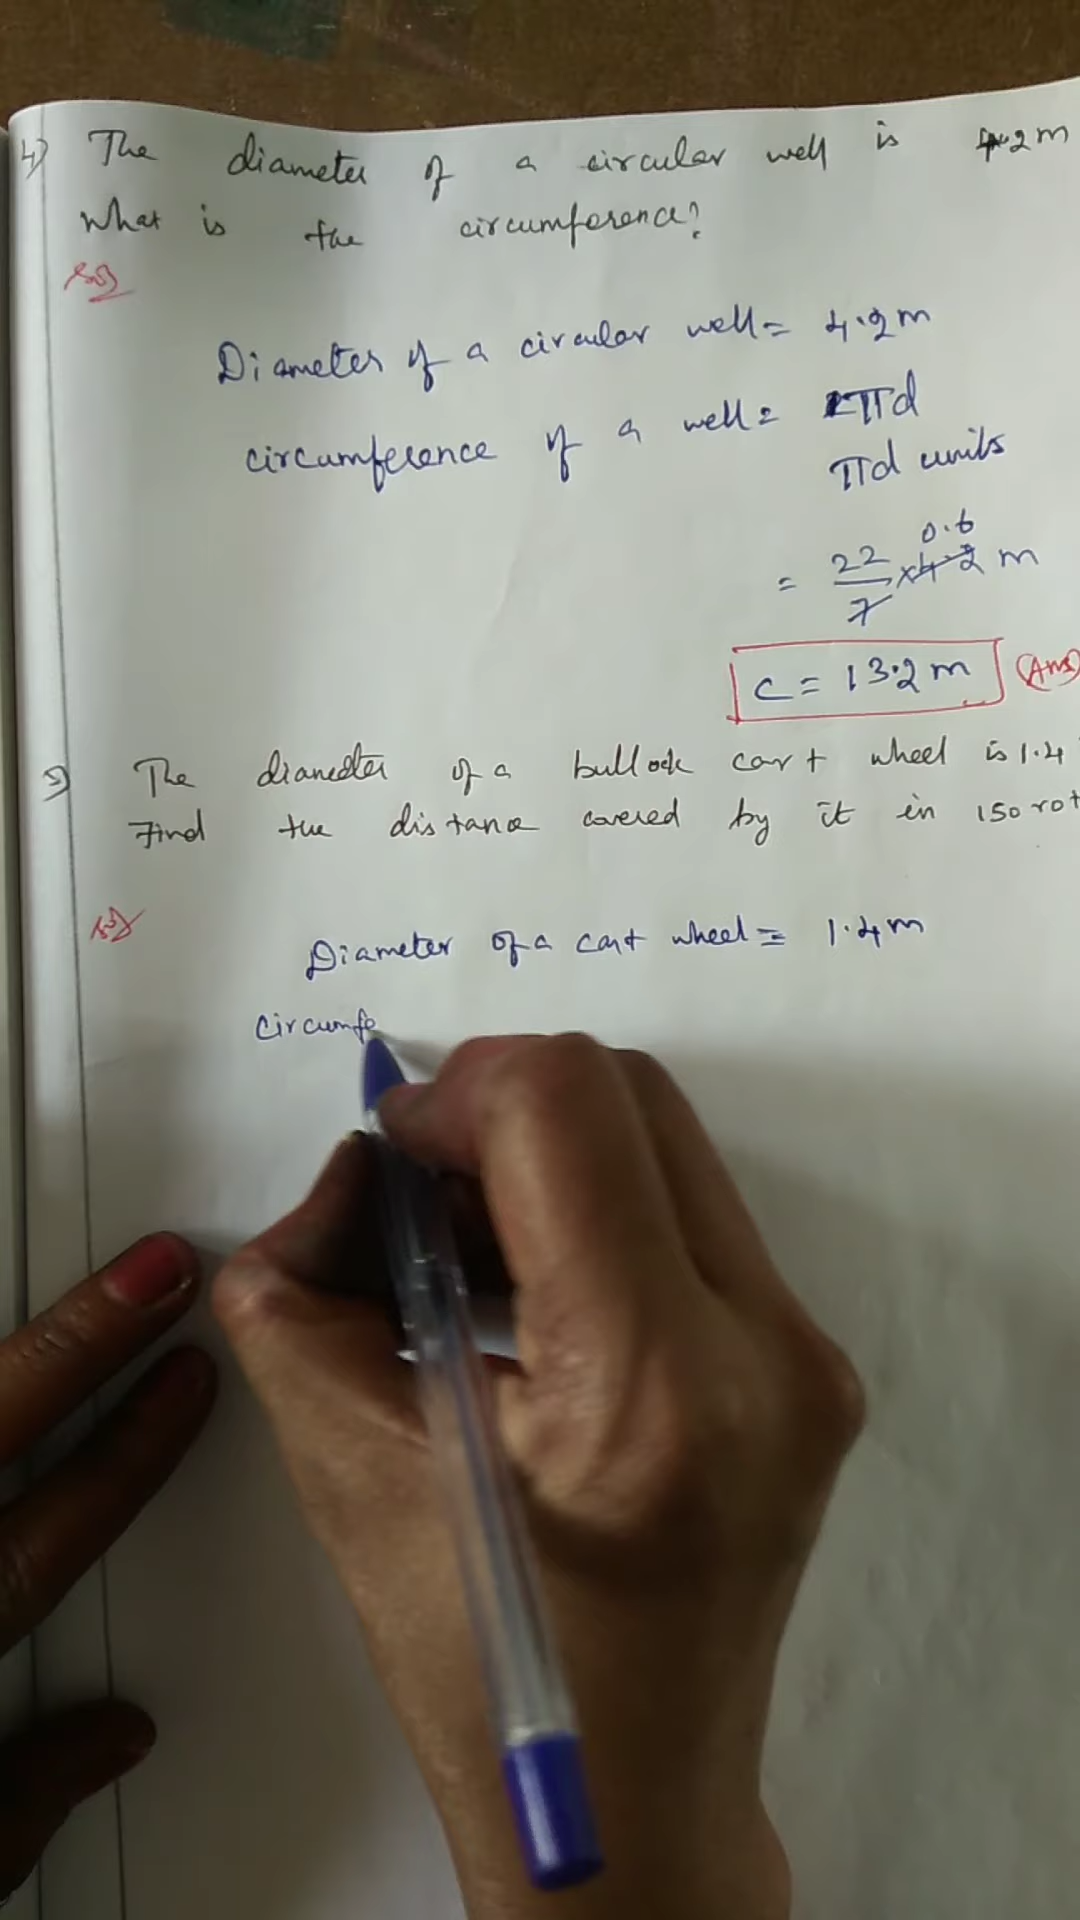 4) The diameter of a circular well is 4.2m
What is the circumference?
Sol
Diameter of a circular well = 4.2m
circumference of a well = πd
πd units
0.6
= 22/7 × 4.2 m
C = 13.2 m (Ans)
5) The diameter of a bullock cart wheel is 1.4
Find the distance covered by it in 150 rot
Sol
Diameter of a cart wheel = 1.4m
Circumfe